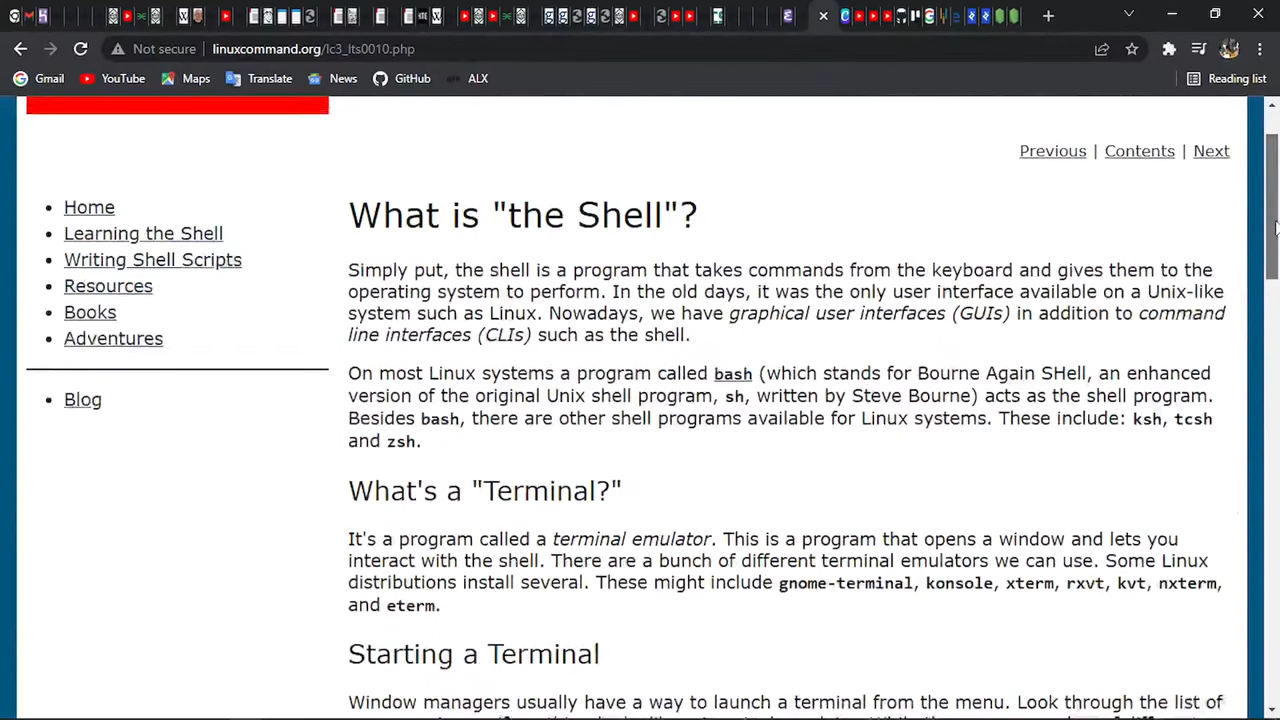 Not secure
linuxcommand.org/lc3_lts0010.php
Gmail YouTube Maps Translate News GitHub ALX Reading list
Previous | Contents | Next
Home
Learning the Shell
Writing Shell Scripts
Resources
Books
Adventures
Blog
What is "the Shell"?
Simply put, the shell is a program that takes commands from the keyboard and gives them to the
operating system to perform. In the old days, it was the only user interface available on a Unix-like
system such as Linux. Nowadays, we have graphical user interfaces (GUIs) in addition to command
line interfaces (CLIs) such as the shell.
On most Linux systems a program called bash (which stands for Bourne Again SHell, an enhanced
version of the original Unix shell program, sh, written by Steve Bourne) acts as the shell program.
Besides bash, there are other shell programs available for Linux systems. These include: ksh, tcsh
and zsh.
What's a "Terminal?"
It's a program called a terminal emulator. This is a program that opens a window and lets you
interact with the shell. There are a bunch of different terminal emulators we can use. Some Linux
distributions install several. These might include gnome-terminal, konsole, xterm, rxvt, kvt, nxterm,
and eterm.
Starting a Terminal
Window managers usually have a way to launch a terminal from the menu. Look through the list of